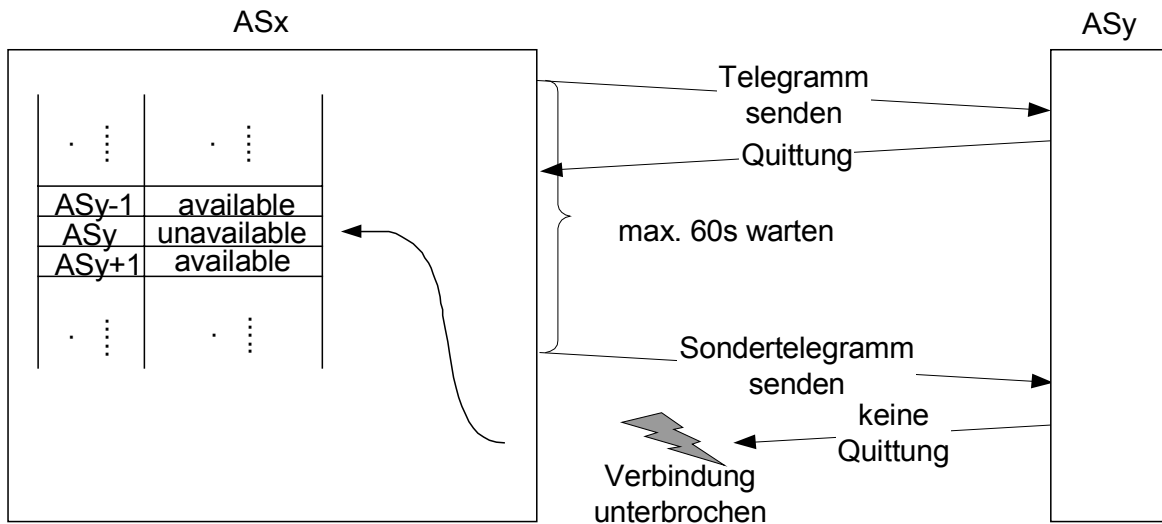 ASx
ASy
Telegramm
senden
Quittung
ASy-1 available
ASy unavailable
ASy+1 available
max. 60s warten
Sondertelegramm
senden
keine
Quittung
Verbindung
unterbrochen